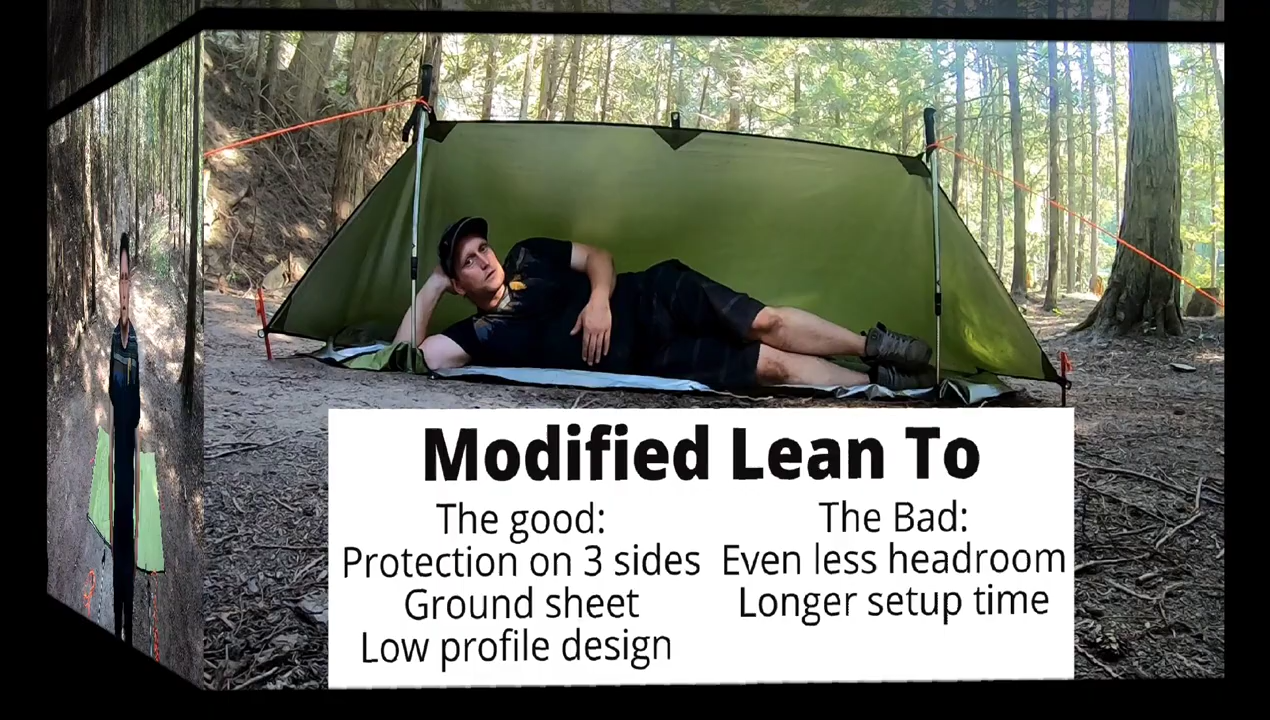 Modified Lean To
The good:
Protection on 3 sides
Ground sheet
Low profile design
The Bad:
Even less headroom
Longer setup time